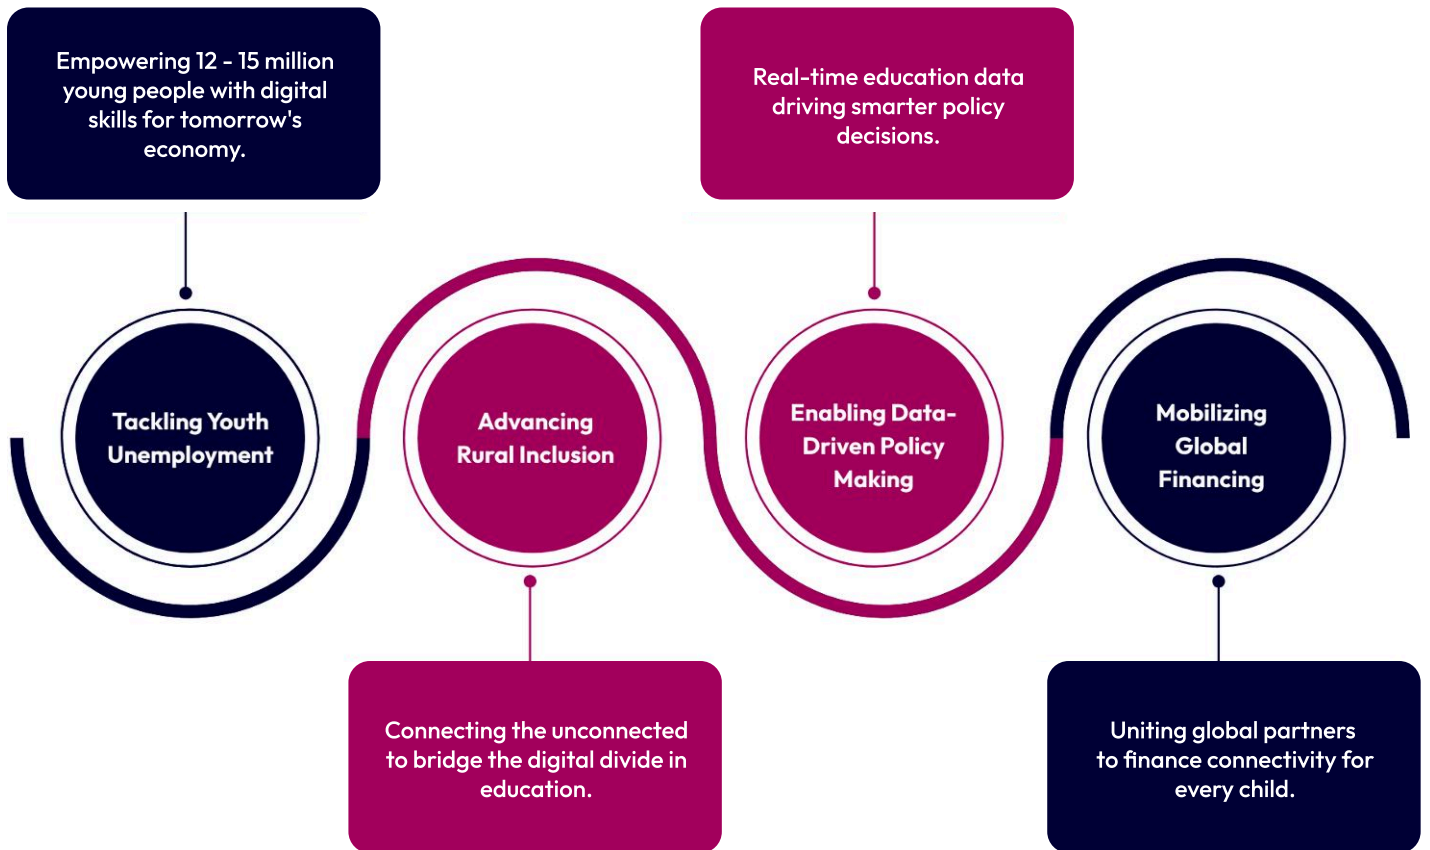 Empowering 12 - 15 million
young people with digital
skills for tomorrow's
economy.
Real-time education data
driving smarter policy
decisions.
Tackling Youth
Unemployment
Advancing
Rural Inclusion
Enabling Data-
Driven Policy
Making
Mobilizing
Global
Financing
Connecting the unconnected
to bridge the digital divide in
education.
Uniting global partners
to finance connectivity for
every child.